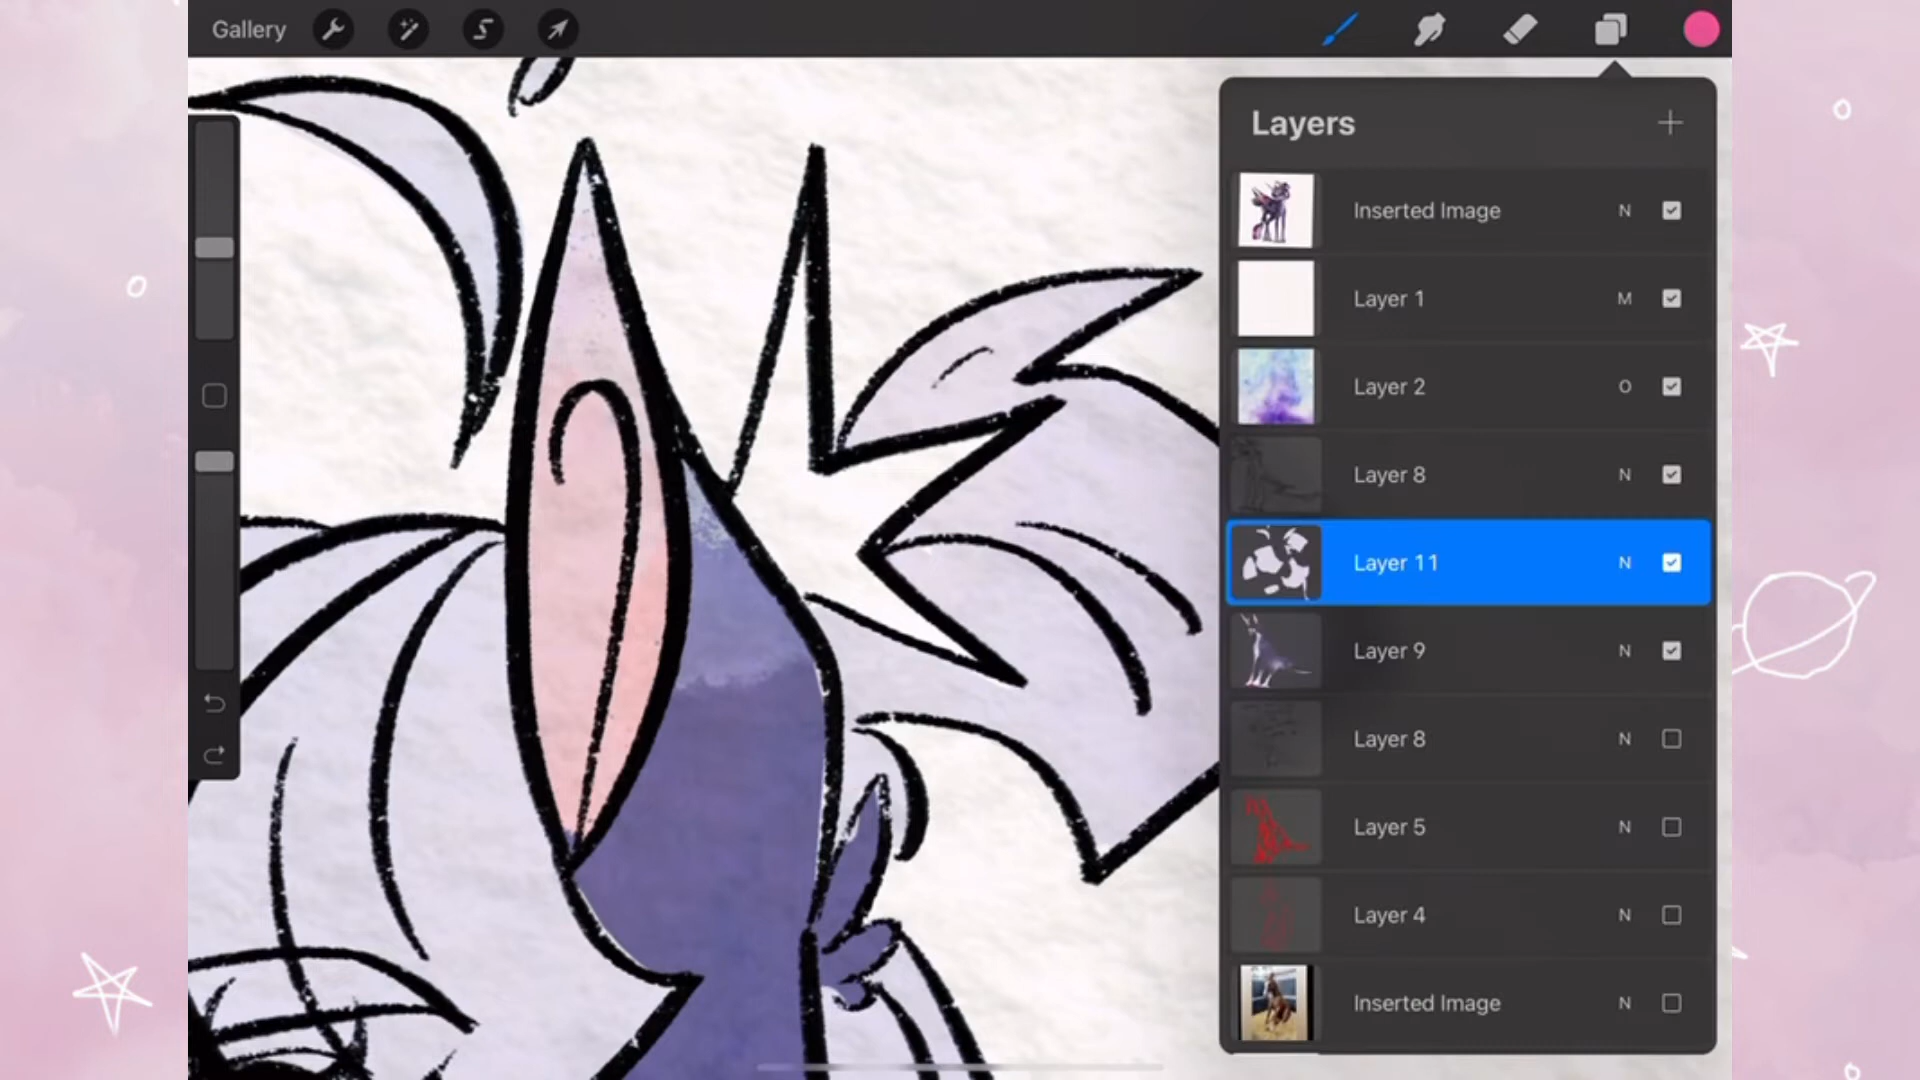 Gallery
Layers
Inserted Image N
Layer 1 M
Layer 2 O
Layer 8 N
Layer 11 N
Layer 9 N
Layer 8 N
Layer 5 N
Layer 4 N
Inserted Image N